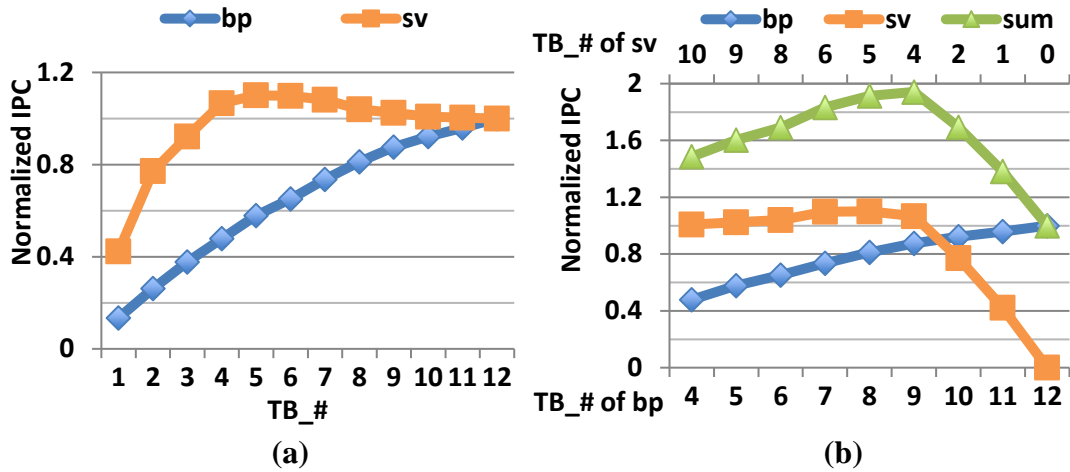 bp sv
Normalized IPC
1.2
0.8
0.4
0
1 2 3 4 5 6 7 8 9 10 11 12
TB_#
(a)
bp sv sum
TB_# of sv
10 9 8 6 5 4 2 1 0
Normalized IPC
2
1.6
1.2
0.8
0.4
0
4 5 6 7 8 9 10 11 12
TB_# of bp
(b)